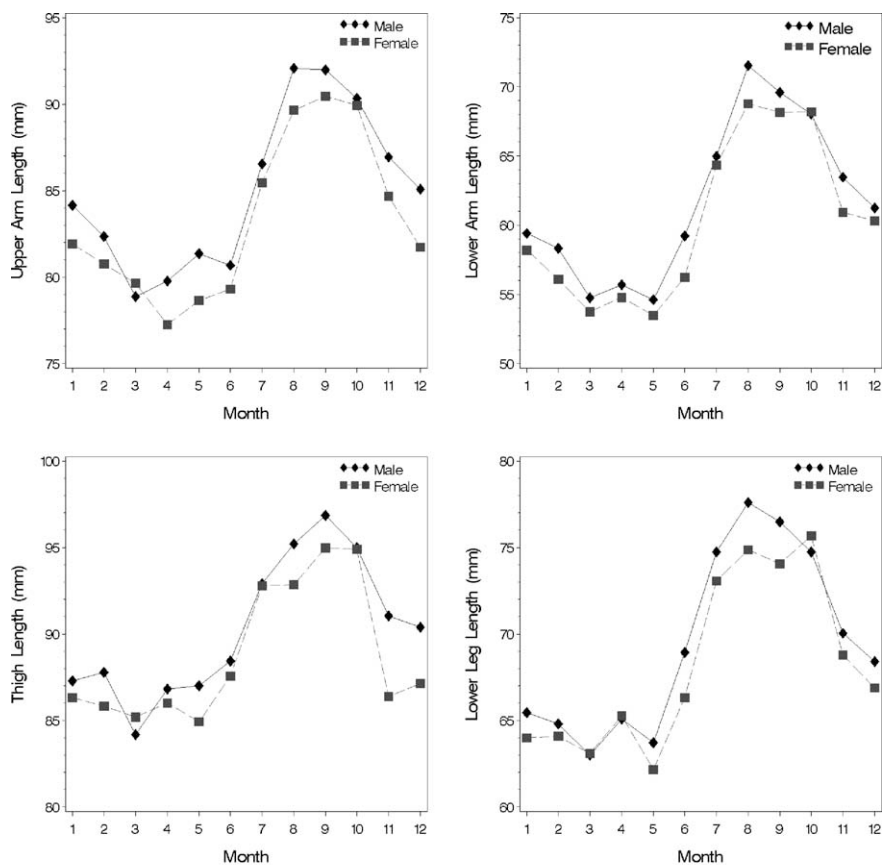 95
90
85
80
75
Upper Arm Length (mm)
Male
Female
1 2 3 4 5 6 7 8 9 10 11 12
Month
75
70
65
60
55
50
Lower Arm Length (mm)
Male
Female
1 2 3 4 5 6 7 8 9 10 11 12
Month
100
95
90
85
80
Thigh Length (mm)
Male
Female
1 2 3 4 5 6 7 8 9 10 11 12
Month
80
75
70
65
60
Lower Leg Length (mm)
Male
Female
1 2 3 4 5 6 7 8 9 10 11 12
Month